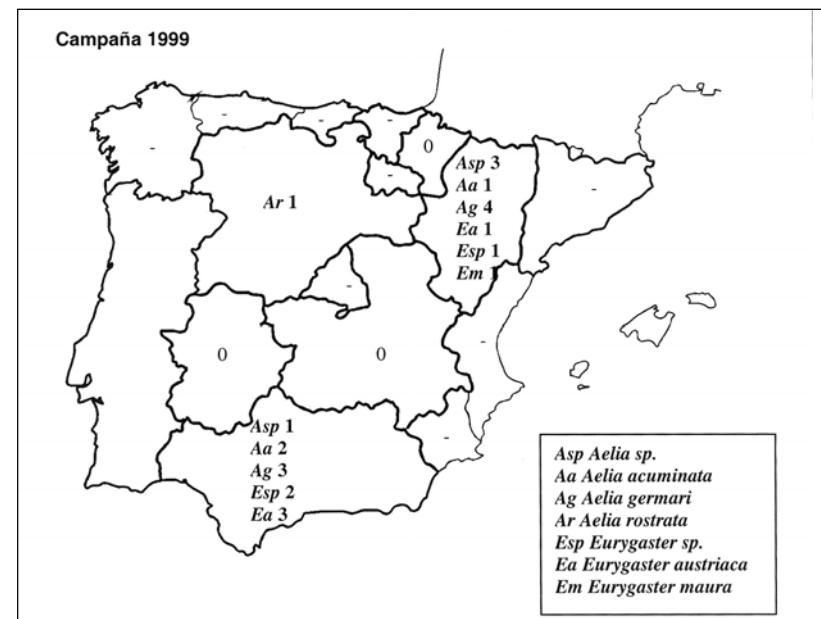 Campaña 1999
-
-
-
-
0
-
-
Asp 3
Aa 1
Ag 4
Ea 1
Esp 1
Em 1
-
Ar 1
-
-
0
0
-
Asp 1
Aa 2
Ag 3
Esp 2
Ea 3
Asp Aelia sp.
Aa Aelia acuminata
Ag Aelia germari
Ar Aelia rostrata
Esp Eurygaster sp.
Ea Eurygaster austriaca
Em Eurygaster maura